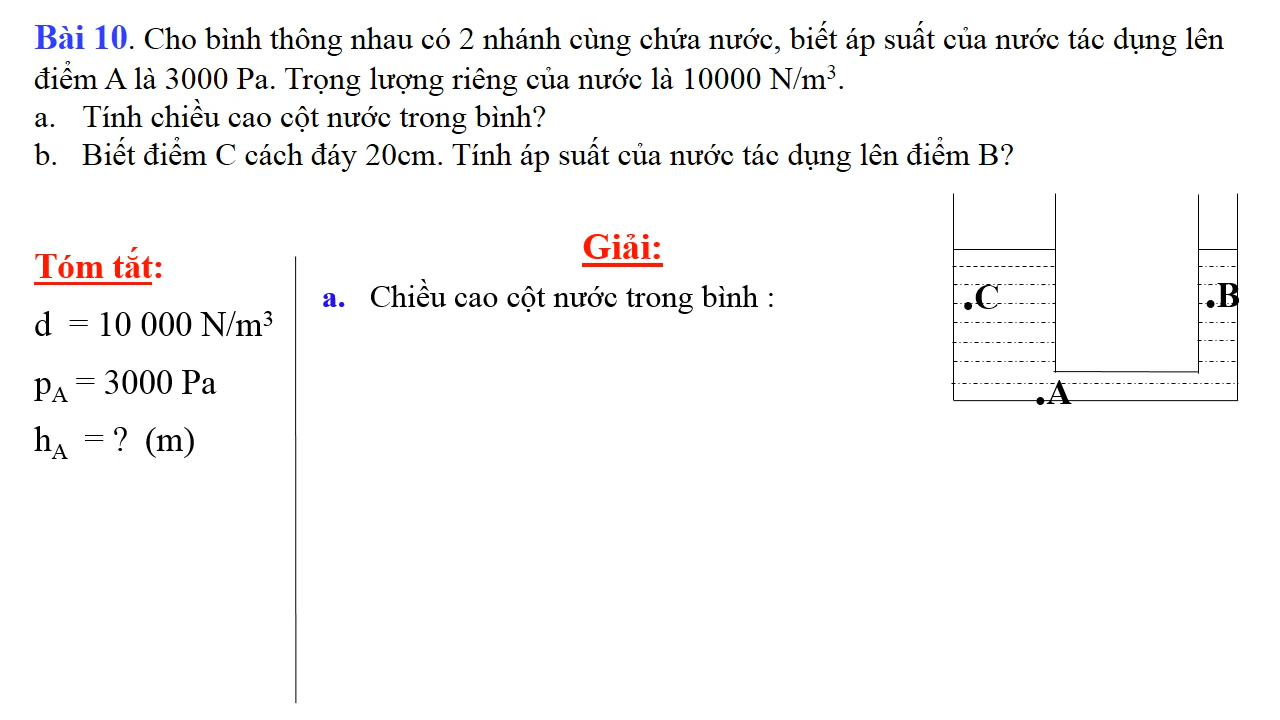 Bài 10. Cho bình thông nhau có 2 nhánh cùng chứa nước, biết áp suất của nước tác dụng lên
điểm A là 3000 Pa. Trọng lượng riêng của nước là 10000 N/m³.
a. Tính chiều cao cột nước trong bình?
b. Biết điểm C cách đáy 20cm. Tính áp suất của nước tác dụng lên điểm B?
Tóm tắt:
d = 10 000 N/m³
p_A = 3000 Pa
h_A = ? (m)
Giải:
a. Chiều cao cột nước trong bình :
.C
.B
.A